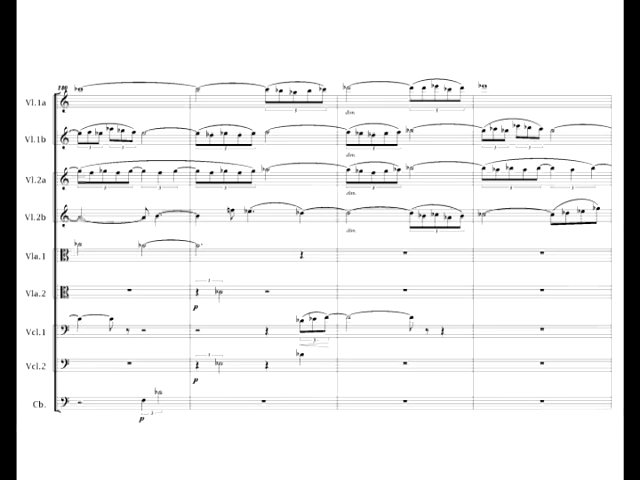 180
Vl.1a
dim.
Vl.1b
dim.
Vl.2a
dim.
Vl.2b
dim.
Vla.1
Vla.2
p
Vcl.1
Vcl.2
p
Cb.
p